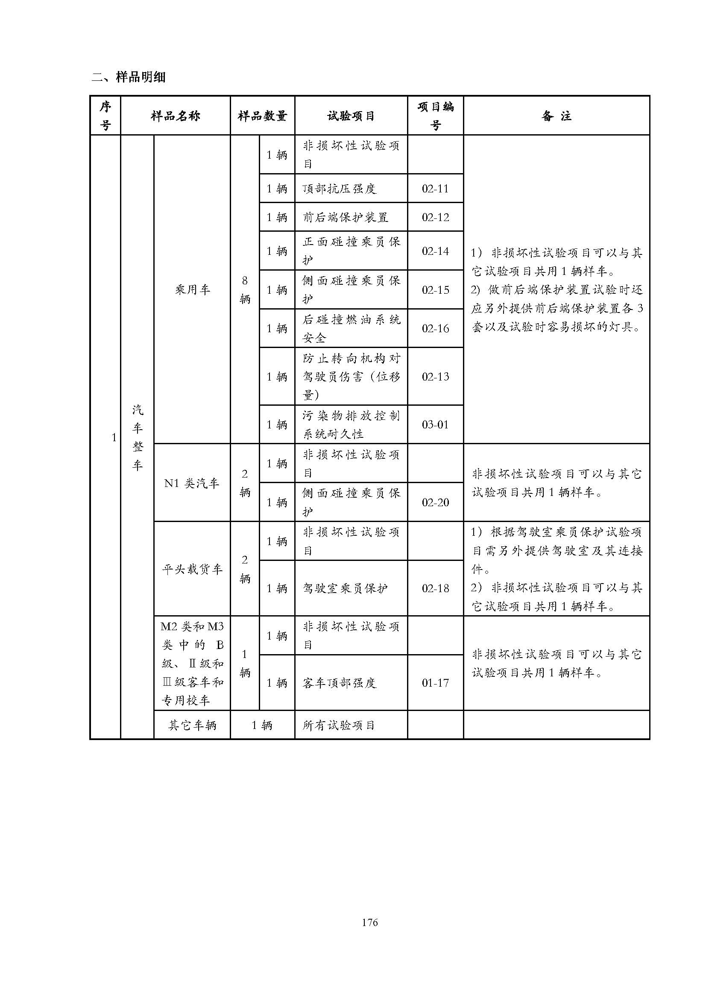 二、样品明细
序
号
样品名称
样品数量
试验项目
项目编
号
备 注
1
汽
车
整
车
乘用车
8
辆
1 辆
非损坏性试验项
目
1 辆
顶部抗压强度
02-11
1 辆
前后端保护装置
02-12
1 辆
正面碰撞乘员保
护
02-14
1 辆
侧面碰撞乘员保
护
02-15
1 辆
后碰撞燃油系统
安全
02-16
1 辆
防止转向机构对
驾驶员伤害（位移
量）
02-13
1 辆
污染物排放控制
系统耐久性
03-01
1）非损坏性试验项目可以与其
它试验项目共用 1 辆样车。
2) 做前后端保护装置试验时还
应另外提供前后端保护装置各 3
套以及试验时容易损坏的灯具。
N1 类汽车
2
辆
1 辆
非损坏性试验项
目
1 辆
侧面碰撞乘员保
护
02-20
非损坏性试验项目可以与其它
试验项目共用 1 辆样车。
平头载货车
2
辆
1 辆
非损坏性试验项
目
1 辆
驾驶室乘员保护
02-18
1）根据驾驶室乘员保护试验项
目需另外提供驾驶室及其连接
件。
2）非损坏性试验项目可以与其
它试验项目共用 1 辆样车。
M2 类和 M3
类中的 B
级、Ⅱ级和
Ⅲ级客车和
专用校车
1
辆
1 辆
非损坏性试验项
目
1 辆
客车顶部强度
01-17
非损坏性试验项目可以与其它
试验项目共用 1 辆样车。
其它车辆
1 辆
所有试验项目
176